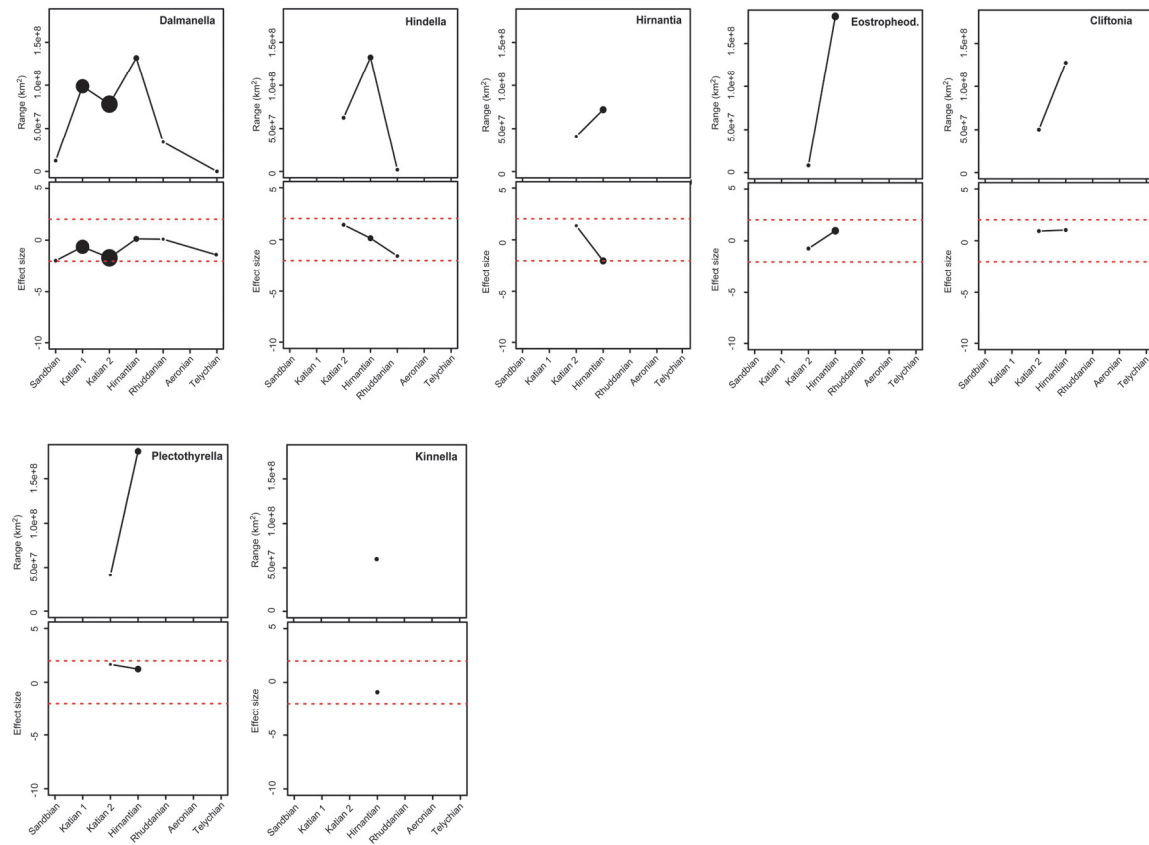 Dalmanella
Range (km²)
1.5e+8
1.0e+8
5.0e+7
0
Effect size
5
0
-5
-10
Sandbian
Katian 1
Katian 2
Hirnantian
Rhuddanian
Aeronian
Telychian
Hindella
Range (km²)
1.5e+8
1.0e+8
5.0e+7
0
Effect size
5
0
-5
-10
Sandbian
Katian 1
Katian 2
Hirnantian
Rhuddanian
Aeronian
Telychian
Hirnantia
Range (km²)
1.5e+8
1.0e+8
5.0e+7
0
Effect size
5
0
-5
-10
Sandbian
Katian 1
Katian 2
Hirnantian
Rhuddanian
Aeronian
Telychian
Eostropheod.
Range (km²)
1.5e+8
1.0e+8
5.0e+7
0
Effect size
5
0
-5
-10
Sandbian
Katian 1
Katian 2
Hirnantian
Rhuddanian
Aeronian
Telychian
Cliftonia
Range (km²)
1.5e+8
1.0e+8
5.0e+7
0
Effect size
5
0
-5
-10
Sandbian
Katian 1
Katian 2
Hirnantian
Rhuddanian
Aeronian
Telychian
Plectothyrella
Range (km²)
1.5e+8
1.0e+8
5.0e+7
0
Effect size
5
0
-5
-10
Sandbian
Katian 1
Katian 2
Hirnantian
Rhuddanian
Aeronian
Telychian
Kinnella
Range (km²)
1.5e+8
1.0e+8
5.0e+7
0
Effect size
5
0
-5
-10
Sandbian
Katian 1
Katian 2
Hirnantian
Rhuddanian
Aeronian
Telychian